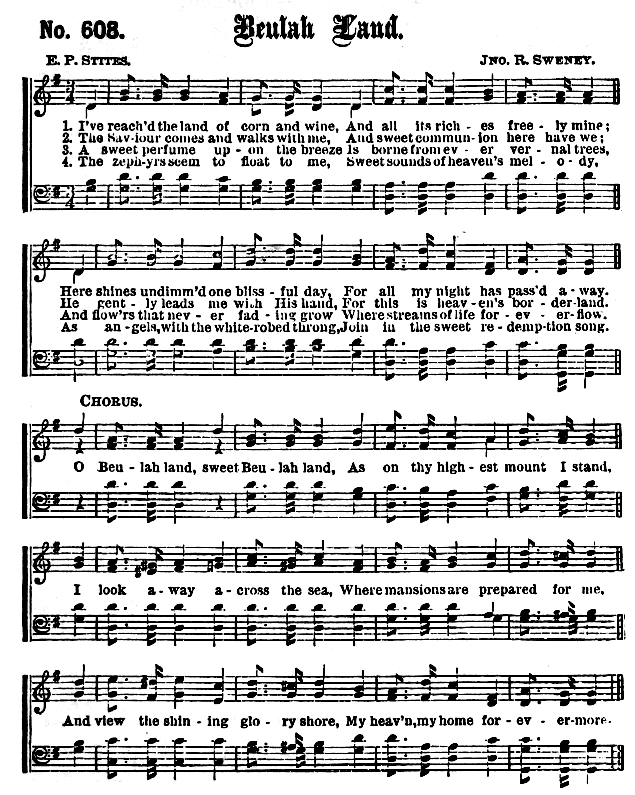 No. 608.
Beulah Land.
E. P. STITES.
JNO. R. SWENEY.
1. I've reach'd the land of corn and wine, And all its rich - es free - ly mine;
2. The Sav-iour comes and walks with me, And sweet commun-ion here have we;
3. A sweet perfume up - on the breeze Is borne from ev - er ver - nal trees,
4. The zeph-yrs seem to float to me, Sweet sounds of heaven's mel - o - dy,
Here shines undimm'd one bliss - ful day, For all my night has pass'd a - way.
He gent - ly leads me with His hand, For this is heav-en's bor - der-land.
And flow'rs that nev - er fad - ing grow Where streams of life for - ev - er-flow.
As an - gels, with the white-robed throng, Join in the sweet re - demp-tion song.
CHORUS.
O Beu - lah land, sweet Beu - lah land, As on thy high - est mount I stand,
I look a - way a - cross the sea, Where mansions are prepared for me,
And view the shin - ing glo - ry shore, My heav'n, my home for - ev - er-more.